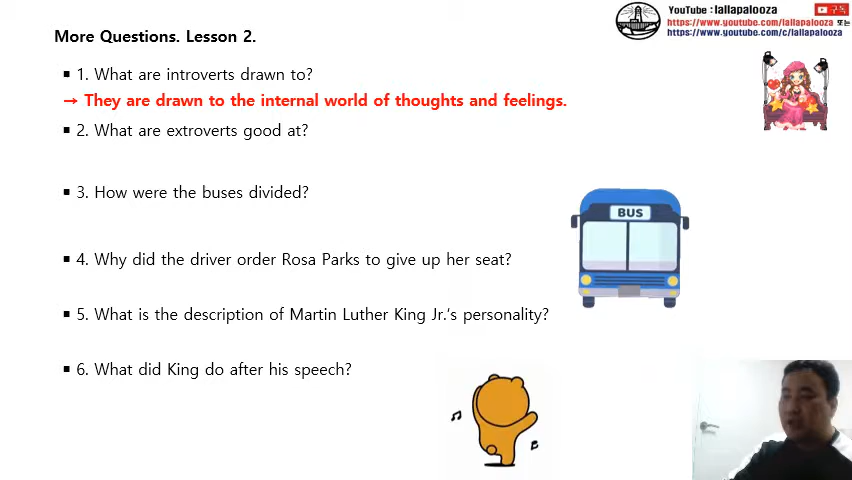 YouTube : lallapalooza
구독
https://www.youtube.com/lallapalooza 또는
https://www.youtube.com/c/lallapalooza
More Questions. Lesson 2.
▪ 1. What are introverts drawn to?
→ They are drawn to the internal world of thoughts and feelings.
▪ 2. What are extroverts good at?
▪ 3. How were the buses divided?
BUS
▪ 4. Why did the driver order Rosa Parks to give up her seat?
▪ 5. What is the description of Martin Luther King Jr.'s personality?
▪ 6. What did King do after his speech?